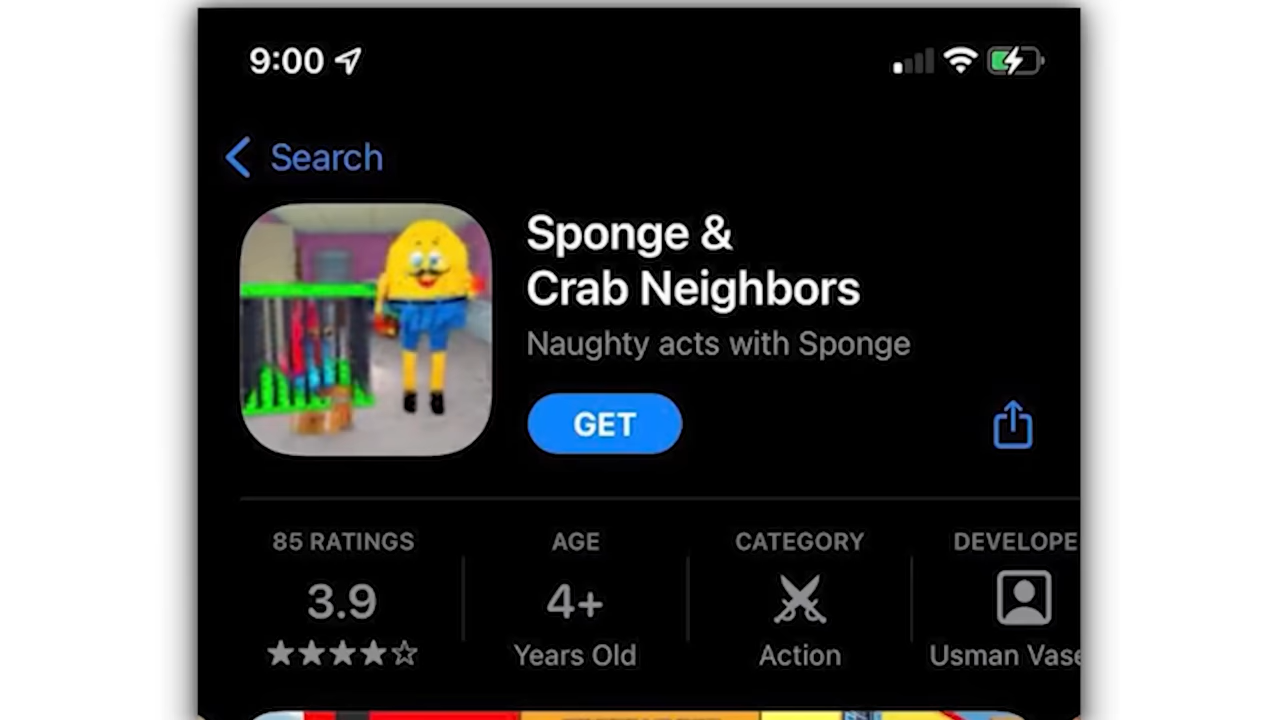 9:00
Search
Sponge &
Crab Neighbors
Naughty acts with Sponge
GET
85 RATINGS
AGE
CATEGORY
DEVELOPE
3.9
4+
Years Old
Action
Usman Vase